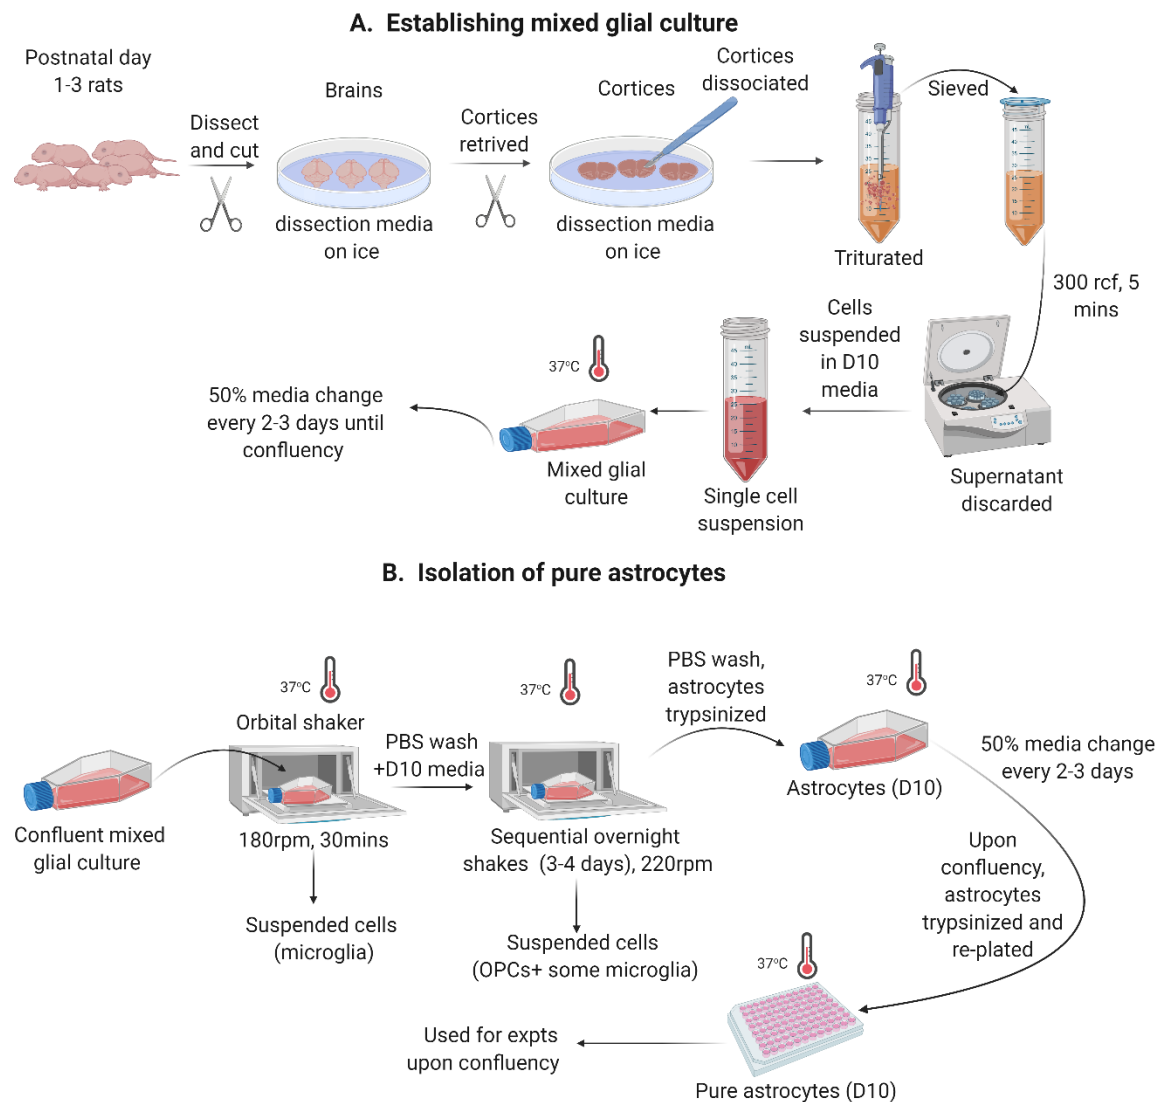 A. Establishing mixed glial culture
Postnatal day
1-3 rats
Dissect
and cut
Brains
dissection media
on ice
Cortices
retrived
Cortices
dissection media
on ice
Cortices
dissociated
Triturated
Sieved
300 rcf, 5
mins
Supernatant
discarded
Cells
suspended
in D10
media
Single cell
suspension
37°C
Mixed glial
culture
50% media change
every 2-3 days until
confluency
B. Isolation of pure astrocytes
Confluent mixed
glial culture
37°C
Orbital shaker
180rpm, 30mins
Suspended cells
(microglia)
PBS wash
+D10 media
37°C
Sequential overnight
shakes (3-4 days), 220rpm
Suspended cells
(OPCs+ some microglia)
PBS wash,
astrocytes
trypsinized
37°C
Astrocytes (D10)
50% media change
every 2-3 days
Upon
confluency,
astrocytes
trypsinized and
re-plated
37°C
Pure astrocytes (D10)
Used for expts
upon confluency